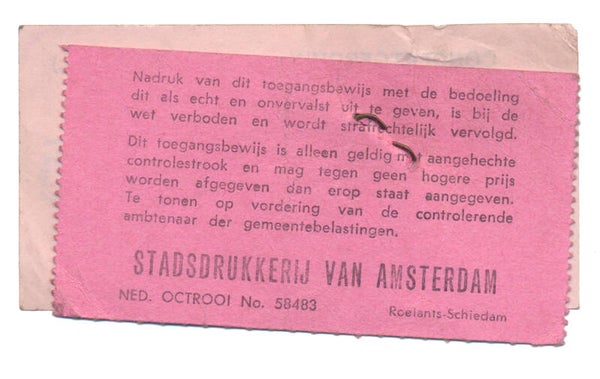 Nadruk van dit toegangsbewijs met de bedoeling
dit als echt en onvervalst uit te geven, is bij de
wet verboden en wordt strafrechtelijk vervolgd.
Dit toegangsbewijs is alleen geldig met aangehechte
controlestrook en mag tegen geen hogere prijs
worden afgegeven dan erop staat aangegeven.
Te tonen op vordering van de controlerende
ambtenaar der gemeentebelastingen.
STADSDRUKKERIJ VAN AMSTERDAM
NED. OCTROOI No. 58483
Roelants-Schiedam